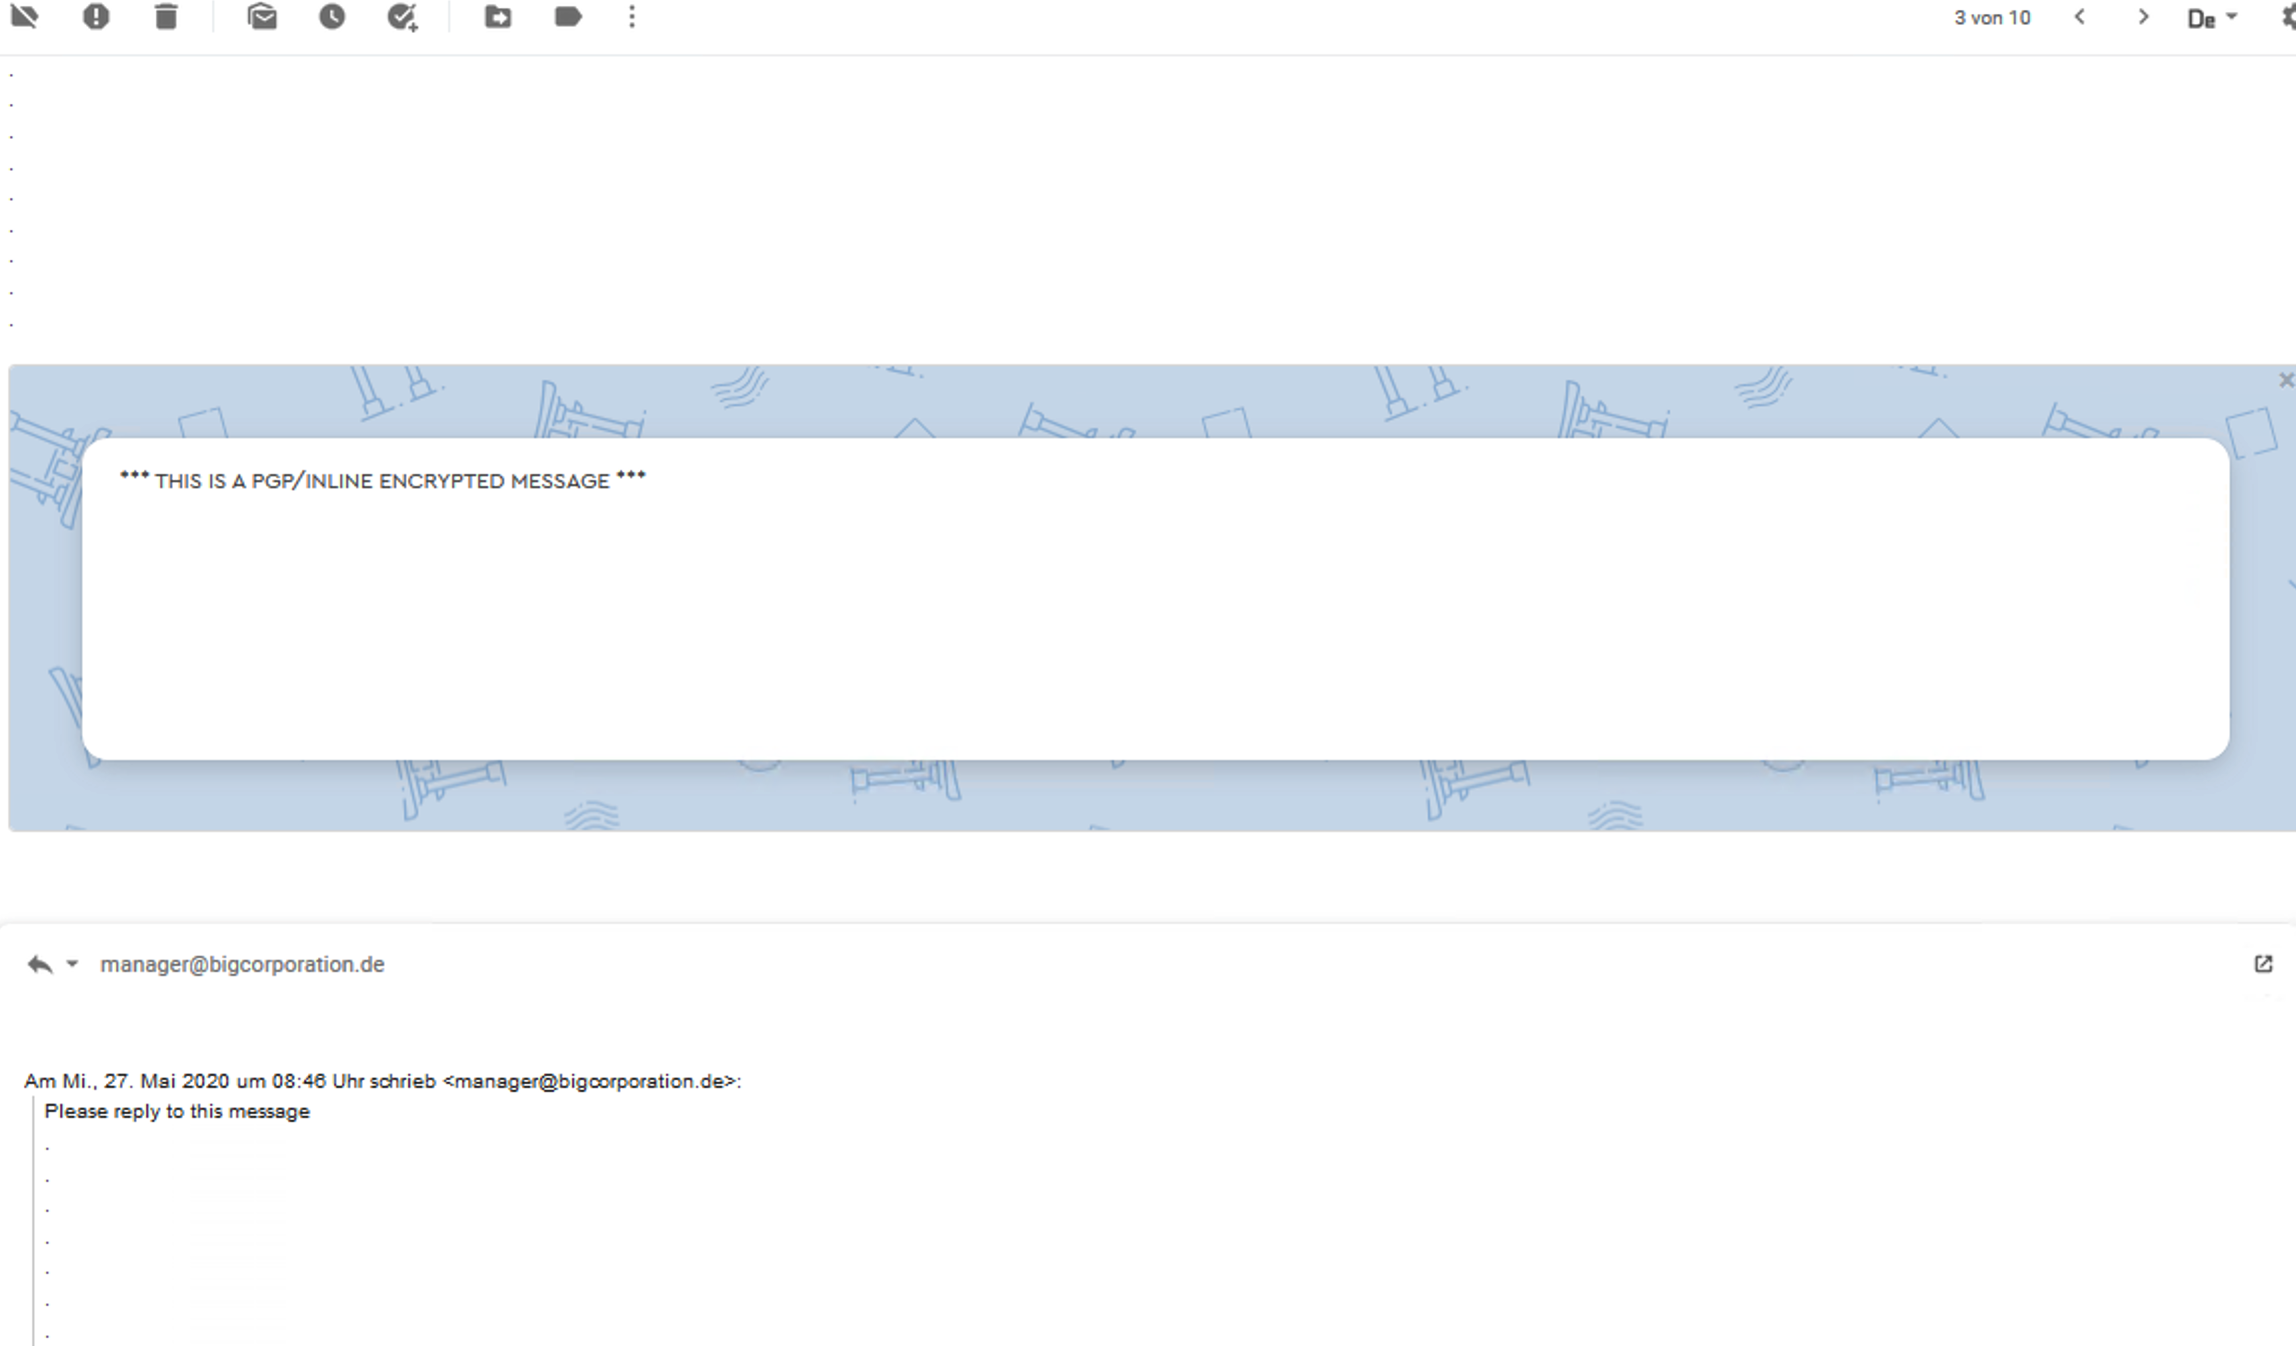 3 von 10
De
.
.
.
.
.
.
.
.
.
*** THIS IS A PGP/INLINE ENCRYPTED MESSAGE ***
manager@bigcorporation.de
Am Mi., 27. Mai 2020 um 08:46 Uhr schrieb <manager@bigcorporation.de>:
Please reply to this message
.
.
.
.
.
.
.